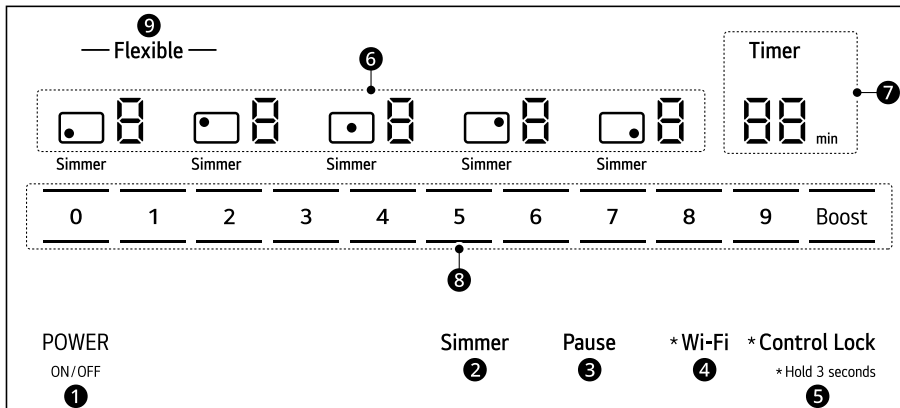 9
Flexible
Timer
6
7
8 8 8 8 8 88 min
Simmer Simmer Simmer Simmer Simmer
0 1 2 3 4 5 6 7 8 9 Boost
8
POWER Simmer Pause *Wi-Fi *Control Lock
ON/OFF 2 3 4 *Hold 3 seconds
1 5